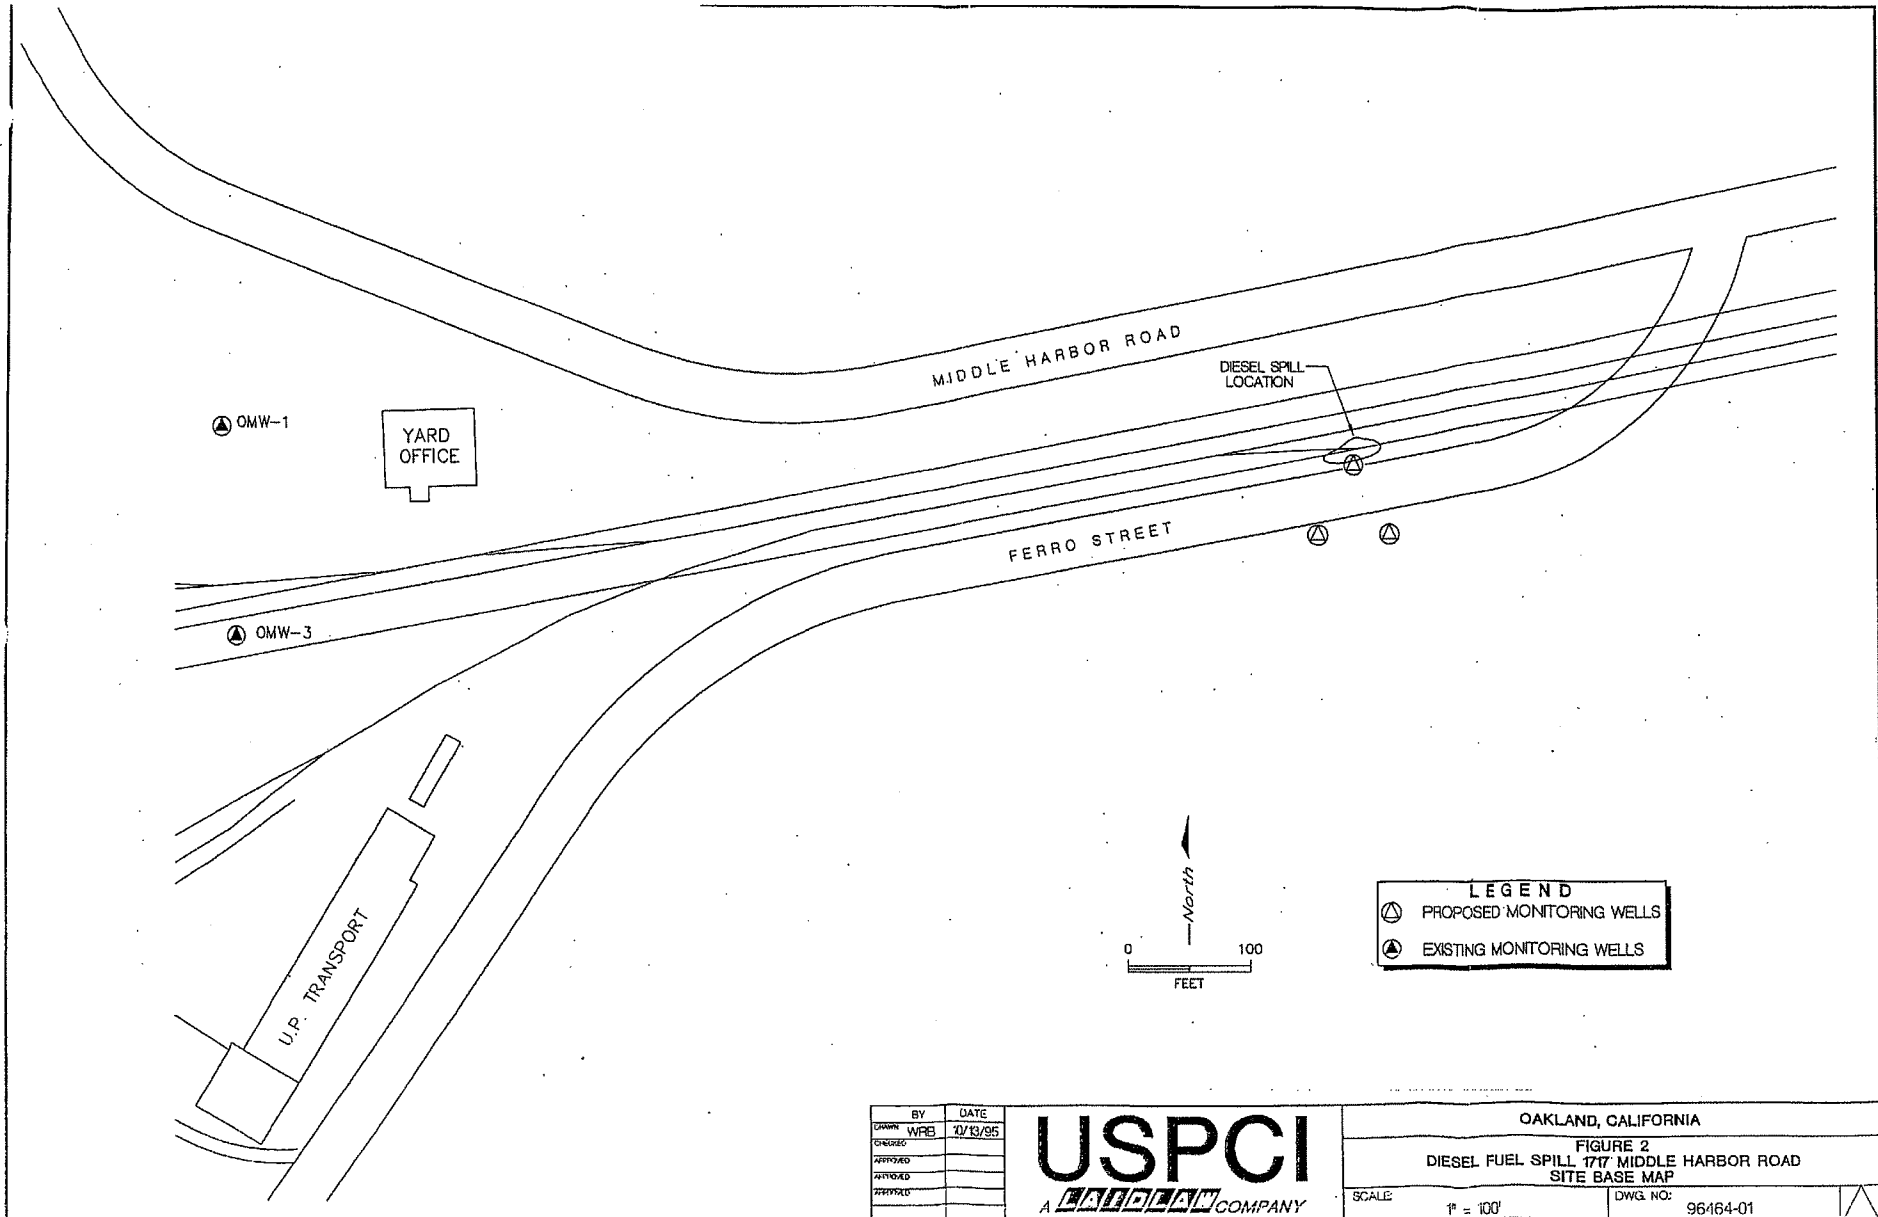 MIDDLE HARBOR ROAD
DIESEL SPILL
LOCATION
OMW-1
YARD
OFFICE
FERRO STREET
OMW-3
U.P. TRANSPORT
North
0 100
FEET
LEGEND
PROPOSED MONITORING WELLS
EXISTING MONITORING WELLS
BY DATE
DRAWN WRB 10/13/95
CHECKED
APPROVED
APPROVED
APPROVED
USPCI
A LAIDLAW COMPANY
OAKLAND, CALIFORNIA
FIGURE 2
DIESEL FUEL SPILL 1717 MIDDLE HARBOR ROAD
SITE BASE MAP
SCALE: 1" = 100'
DWG. NO: 96464-01